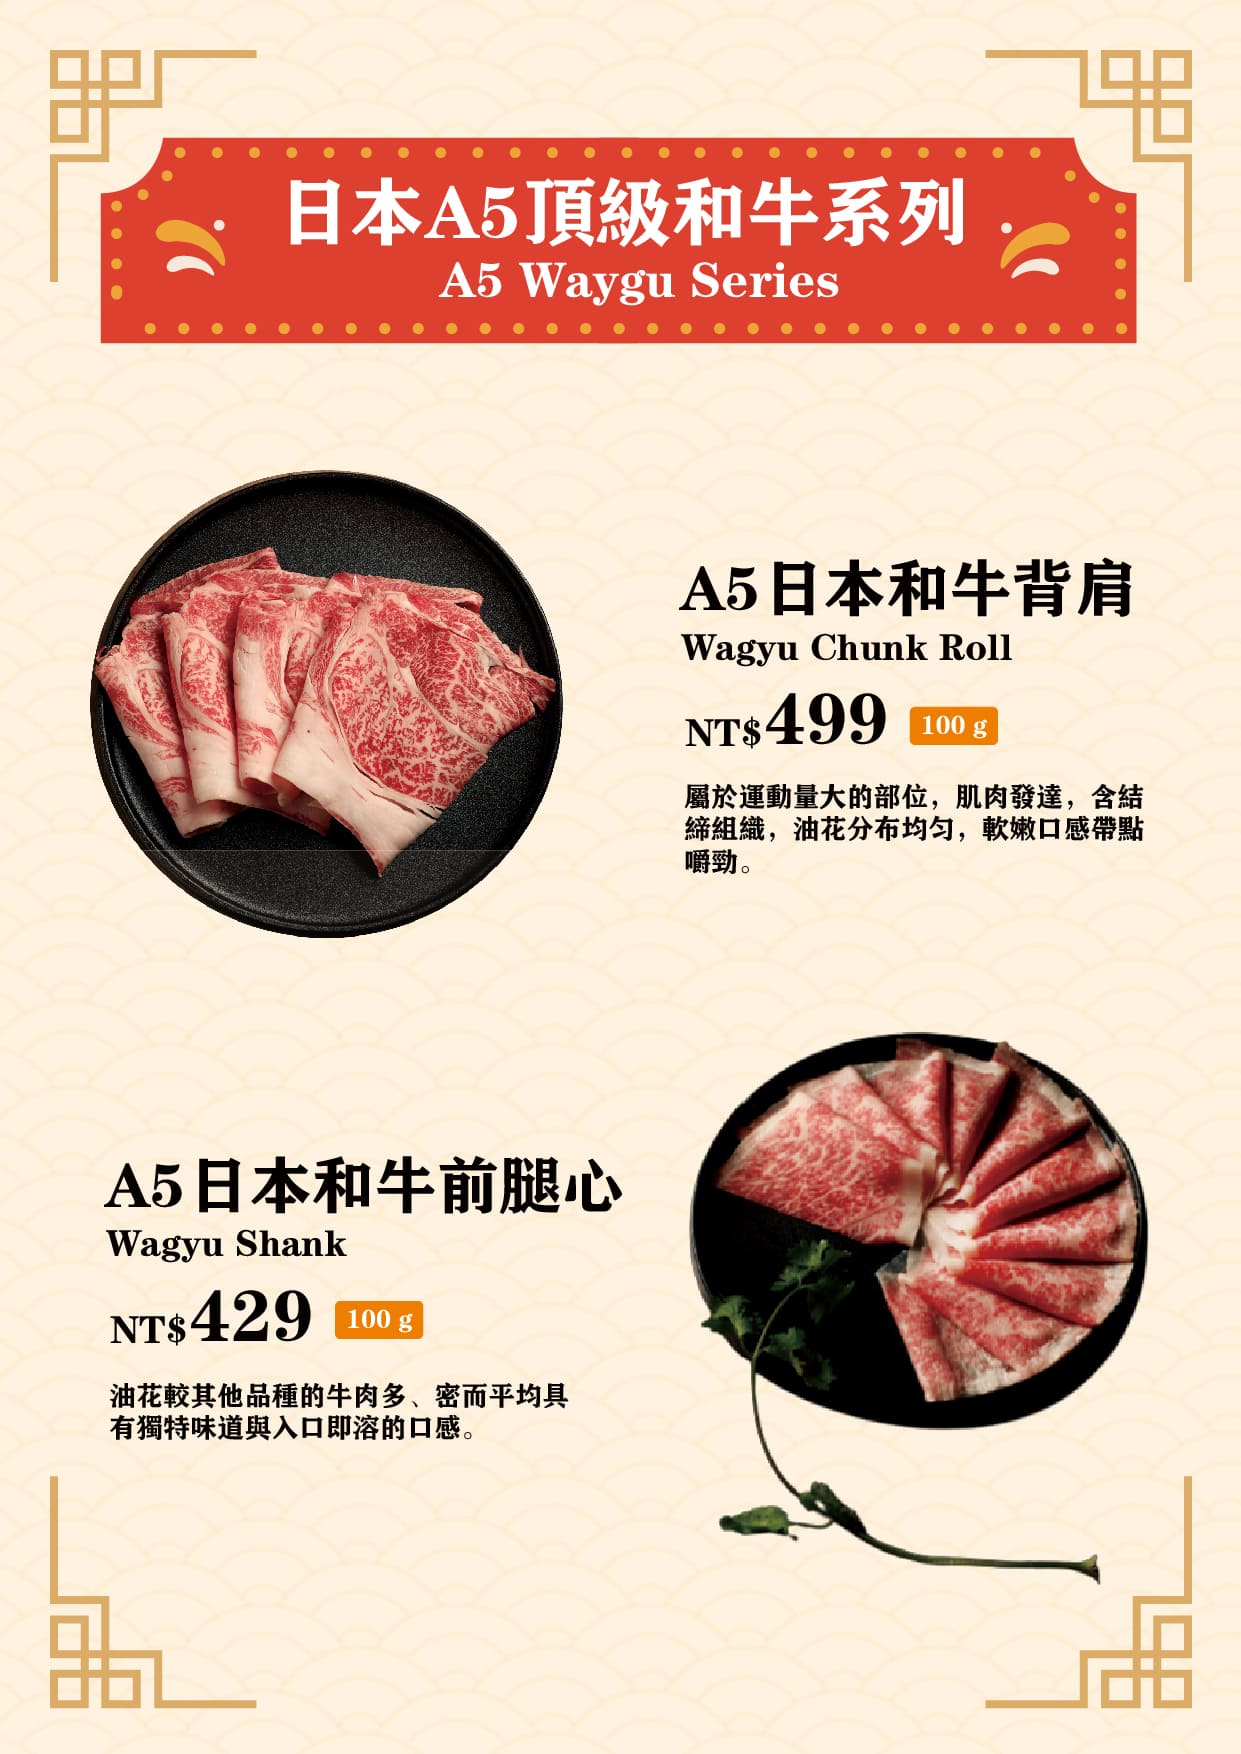 日本A5頂級和牛系列
A5 Waygu Series
A5日本和牛背肩
Wagyu Chunk Roll
NT$499 100 g
屬於運動量大的部位，肌肉發達，含結
締組織，油花分布均勻，軟嫩口感帶點
嚼勁。
A5日本和牛前腿心
Wagyu Shank
NT$429 100 g
油花較其他品種的牛肉多、密而平均具
有獨特味道與入口即溶的口感。